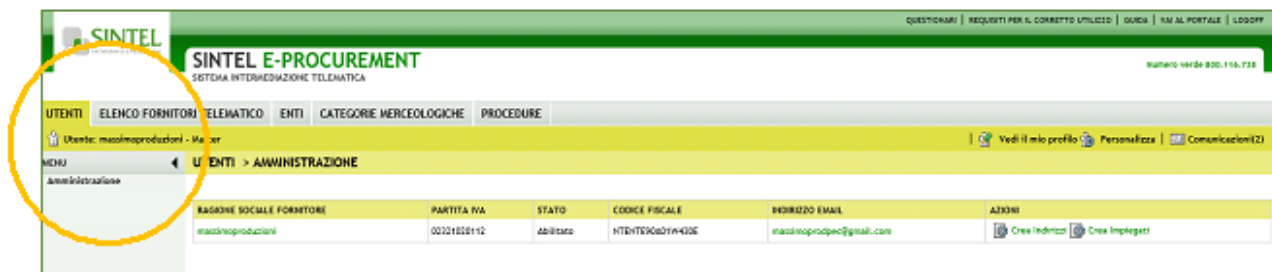 QUESTIONARI | REQUISITI PER IL CORRETTO UTILIZZO | GUIDA | VAI AL PORTALE | LOGOFF
SINTEL
SINTEL E-PROCUREMENT
SISTEMA INTERMEDIAZIONE TELEMATICA
Numero verde 800.116.738
UTENTI ELENCO FORNITORI TELEMATICO ENTI CATEGORIE MERCEOLOGICHE PROCEDURE
Utente: massimoproduzioni - Master | Vedi il mio profilo Personalizza | Comunicazioni(2)
MENU UTENTI > AMMINISTRAZIONE
Amministrazione
RAGIONE SOCIALE FORNITORE PARTITA IVA STATO CODICE FISCALE INDIRIZZO EMAIL AZIONI
massimoproduzioni Abilitato massimoprodpec@gmail.com Crea Indirizzi Crea Impiegati